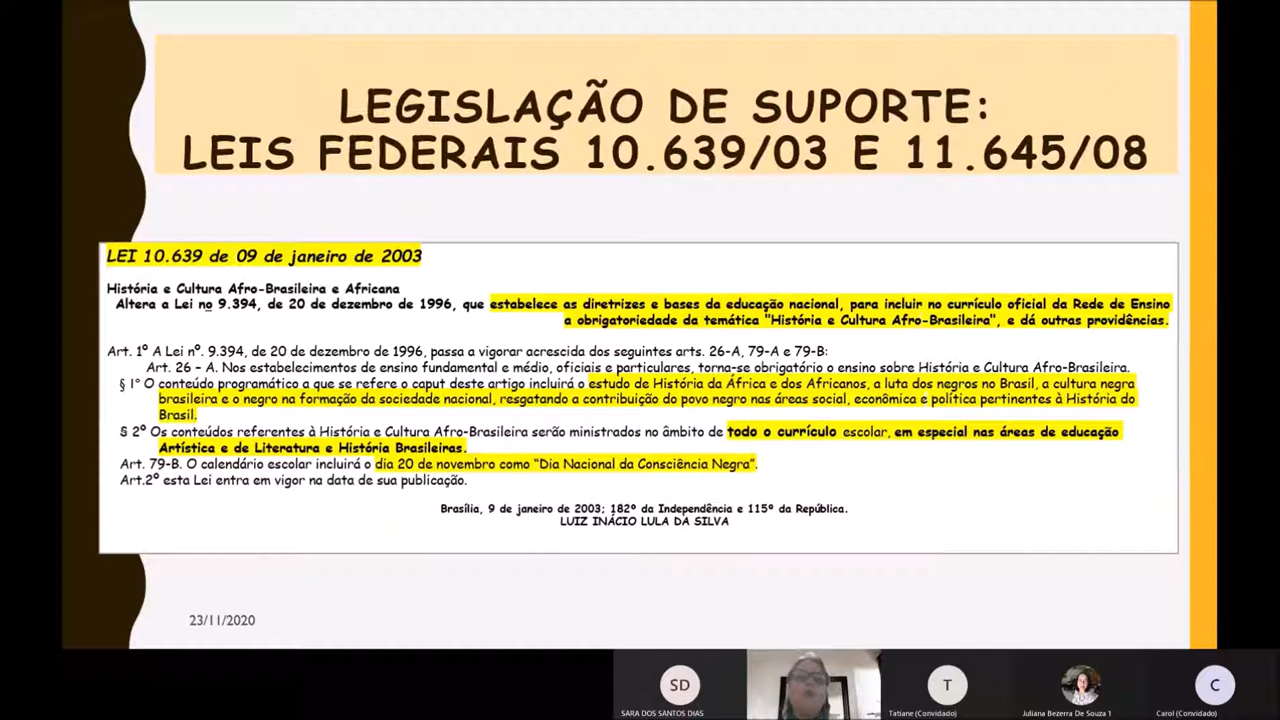 LEGISLAÇÃO DE SUPORTE:
LEIS FEDERAIS 10.639/03 E 11.645/08
LEI 10.639 de 09 de janeiro de 2003
História e Cultura Afro-Brasileira e Africana
Altera a Lei no 9.394, de 20 de dezembro de 1996, que estabelece as diretrizes e bases da educação nacional, para incluir no currículo oficial da Rede de Ensino
a obrigatoriedade da temática "História e Cultura Afro-Brasileira", e dá outras providências.
Art. 1º A Lei nº. 9.394, de 20 de dezembro de 1996, passa a vigorar acrescida dos seguintes arts. 26-A, 79-A e 79-B:
Art. 26 – A. Nos estabelecimentos de ensino fundamental e médio, oficiais e particulares, torna-se obrigatório o ensino sobre História e Cultura Afro-Brasileira.
§ 1° O conteúdo programático a que se refere o caput deste artigo incluirá o estudo de História da África e dos Africanos, a luta dos negros no Brasil, a cultura negra
brasileira e o negro na formação da sociedade nacional, resgatando a contribuição do povo negro nas áreas social, econômica e política pertinentes à História do
Brasil.
§ 2º Os conteúdos referentes à História e Cultura Afro-Brasileira serão ministrados no âmbito de todo o currículo escolar, em especial nas áreas de educação
Artística e de Literatura e História Brasileiras.
Art. 79-B. O calendário escolar incluirá o dia 20 de novembro como “Dia Nacional da Consciência Negra”.
Art.2º esta Lei entra em vigor na data de sua publicação.
Brasília, 9 de janeiro de 2003; 182º da Independência e 115º da República.
LUIZ INÁCIO LULA DA SILVA
23/11/2020
SD
T
C
SARA DOS SANTOS DIAS
Tatiane (Convidado)
Juliana Bezerra De Souza 1
Carol (Convidado)